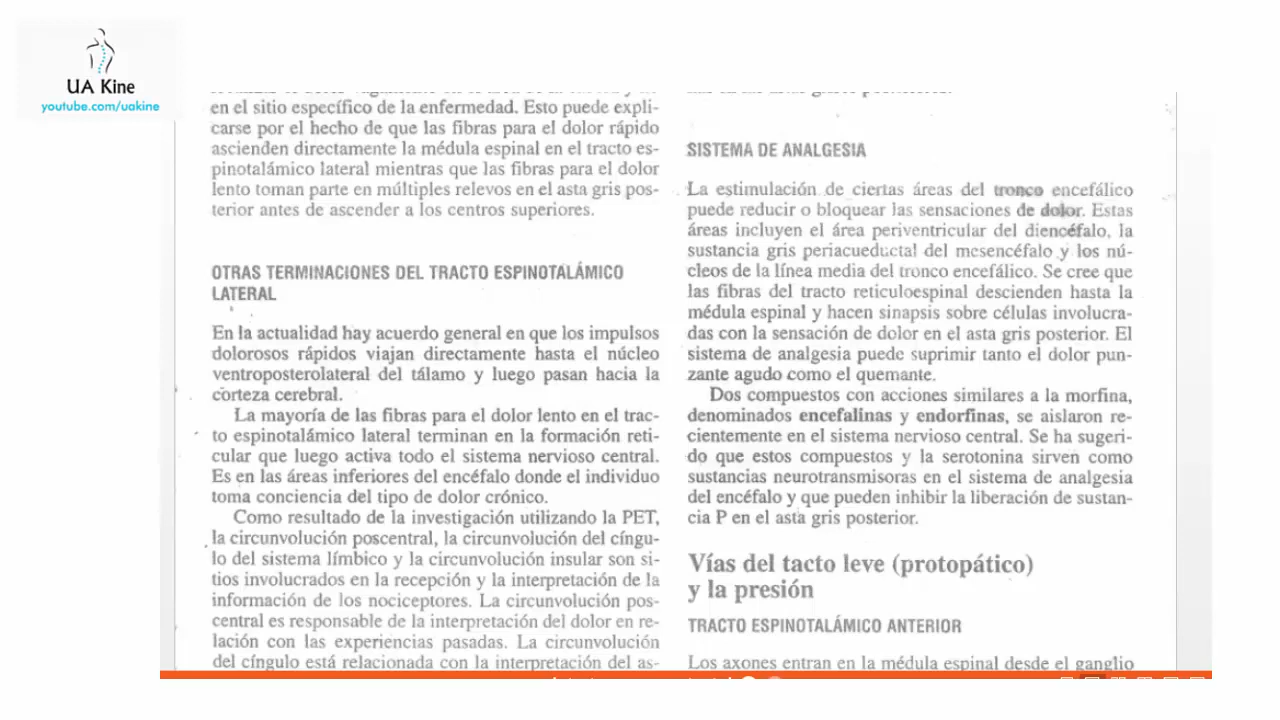 UA Kine
youtube.com/uakine
en el sitio específico de la enfermedad. Esto puede expli-
carse por el hecho de que las fibras para el dolor rápido
ascienden directamente la médula espinal en el tracto es-
pinotalámico lateral mientras que las fibras para el dolor
lento toman parte en múltiples relevos en el asta gris pos-
terior antes de ascender a los centros superiores.
OTRAS TERMINACIONES DEL TRACTO ESPINOTALÁMICO
LATERAL
En la actualidad hay acuerdo general en que los impulsos
dolorosos rápidos viajan directamente hasta el núcleo
ventroposterolateral del tálamo y luego pasan hacia la
corteza cerebral.
La mayoría de las fibras para el dolor lento en el trac-
to espinotalámico lateral terminan en la formación reti-
cular que luego activa todo el sistema nervioso central.
Es en las áreas inferiores del encéfalo donde el individuo
toma conciencia del tipo de dolor crónico.
Como resultado de la investigación utilizando la PET,
la circunvolución poscentral, la circunvolución del cíngu-
lo del sistema límbico y la circunvolución insular son si-
tios involucrados en la recepción y la interpretación de la
información de los nociceptores. La circunvolución pos-
central es responsable de la interpretación del dolor en re-
lación con las experiencias pasadas. La circunvolución
del cíngulo está relacionada con la interpretación del as-
SISTEMA DE ANALGESIA
La estimulación de ciertas áreas del tronco encefálico
puede reducir o bloquear las sensaciones de dolor. Estas
áreas incluyen el área periventricular del diencéfalo, la
sustancia gris periacueductal del mesencéfalo y los nú-
cleos de la línea media del tronco encefálico. Se cree que
las fibras del tracto reticuloespinal descienden hasta la
médula espinal y hacen sinapsis sobre células involucra-
das con la sensación de dolor en el asta gris posterior. El
sistema de analgesia puede suprimir tanto el dolor pun-
zante agudo como el quemante.
Dos compuestos con acciones similares a la morfina,
denominados encefalinas y endorfinas, se aislaron re-
cientemente en el sistema nervioso central. Se ha sugeri-
do que estos compuestos y la serotonina sirven como
sustancias neurotransmisoras en el sistema de analgesia
del encéfalo y que pueden inhibir la liberación de sustan-
cia P en el asta gris posterior.
Vías del tacto leve (protopático)
y la presión
TRACTO ESPINOTALÁMICO ANTERIOR
Los axones entran en la médula espinal desde el ganglio